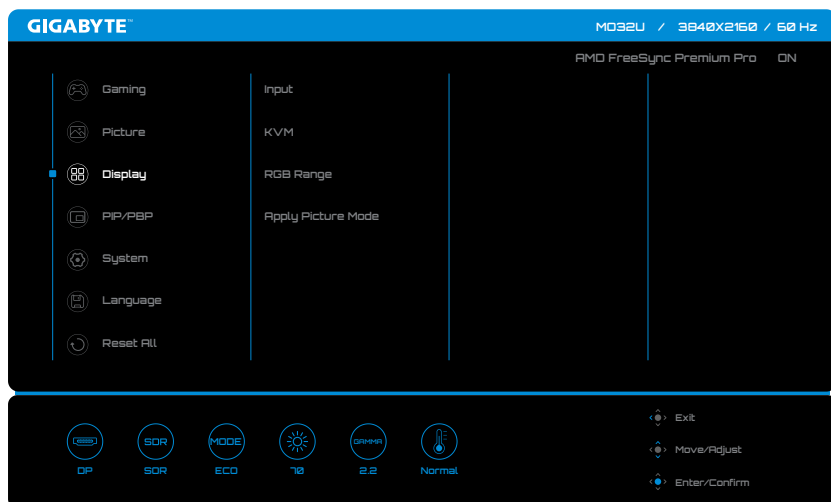 GIGABYTE™ MO32U / 3840X2160 / 60 Hz
AMD FreeSync Premium Pro ON
Gaming Input
Picture KVM
Display RGB Range
PIP/PBP Apply Picture Mode
System
Language
Reset All
Exit
SDR MODE GAMMA
Move/Adjust
DP SDR ECO 70 2.2 Normal
Enter/Confirm